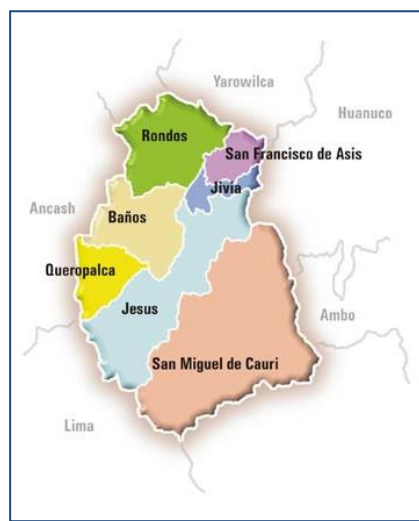 Yarowilca
Huanuco
Rondos
San Francisco de Asis
Jivia
Ancash
Baños
Queropalca
Jesus
Ambo
San Miguel de Cauri
Lima